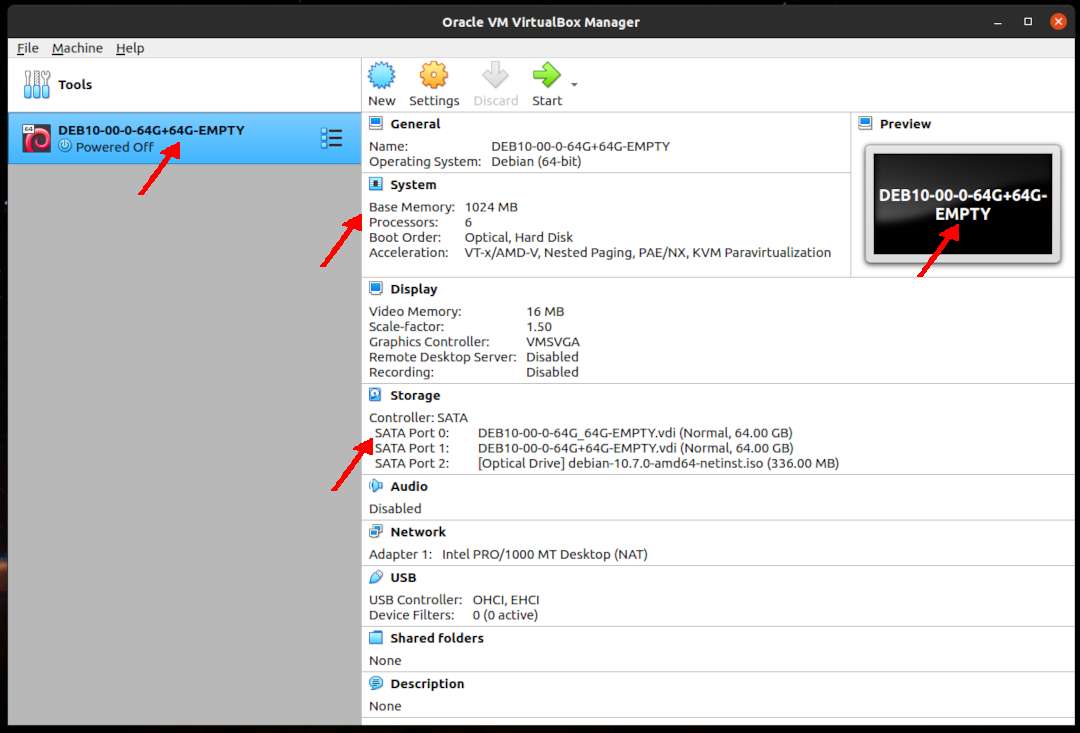 Oracle VM VirtualBox Manager
File Machine Help
Tools
New Settings Discard Start
64
DEB10-00-0-64G+64G-EMPTY
Powered Off
General
Name: DEB10-00-0-64G+64G-EMPTY
Operating System: Debian (64-bit)
Preview
DEB10-00-0-64G+64G-
EMPTY
System
Base Memory: 1024 MB
Processors: 6
Boot Order: Optical, Hard Disk
Acceleration: VT-x/AMD-V, Nested Paging, PAE/NX, KVM Paravirtualization
Display
Video Memory: 16 MB
Scale-factor: 1.50
Graphics Controller: VMSVGA
Remote Desktop Server: Disabled
Recording: Disabled
Storage
Controller: SATA
SATA Port 0: DEB10-00-0-64G_64G-EMPTY.vdi (Normal, 64.00 GB)
SATA Port 1: DEB10-00-0-64G+64G-EMPTY.vdi (Normal, 64.00 GB)
SATA Port 2: [Optical Drive] debian-10.7.0-amd64-netinst.iso (336.00 MB)
Audio
Disabled
Network
Adapter 1: Intel PRO/1000 MT Desktop (NAT)
USB
USB Controller: OHCI, EHCI
Device Filters: 0 (0 active)
Shared folders
None
Description
None